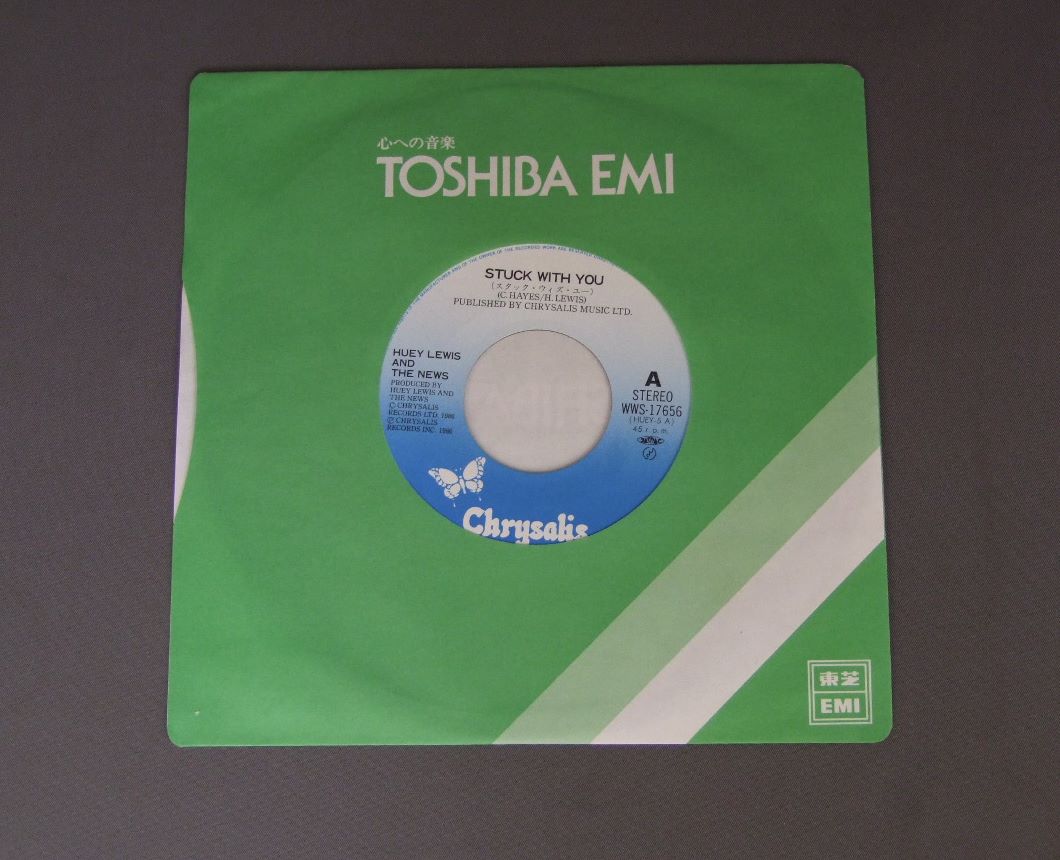 心への音楽
TOSHIBA EMI
STUCK WITH YOU
(スタック・ウィズ・ユー)
(C. HAYES/H. LEWIS)
PUBLISHED BY CHRYSALIS MUSIC LTD.
HUEY LEWIS
AND
THE NEWS
PRODUCED BY
HUEY LEWIS AND
THE NEWS
Ⓒ CHRYSALIS
RECORDS LTD. 1986
Ⓟ CHRYSALIS
RECORDS INC. 1986
A
STEREO
WWS-17656
(HUEY-5 A)
45 r. p. m.
Chrysalis
東芝
EMI